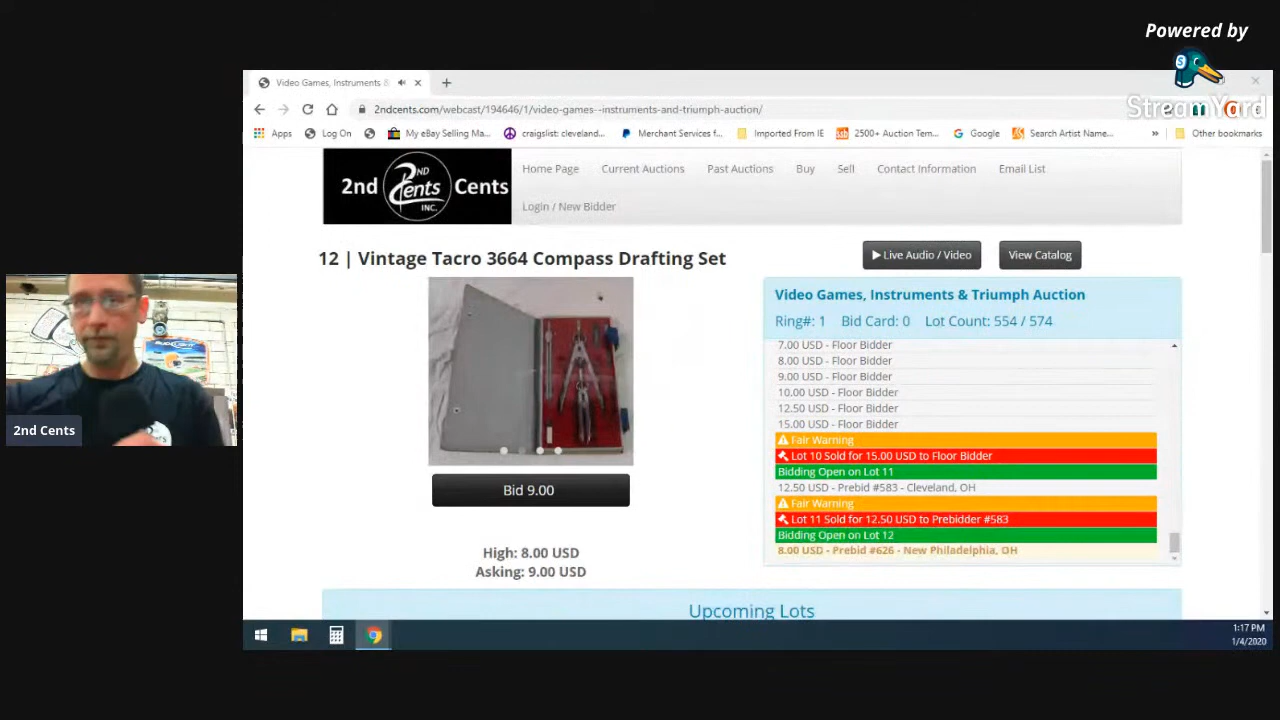 Powered by
StreamYard
Video Games, Instruments &
2ndcents.com/webcast/194646/1/video-games--instruments-and-triumph-auction/
Apps
Log On
My eBay Selling Ma...
craigslist: cleveland...
Merchant Services f...
Imported From IE
2500+ Auction Tem...
Google
Search Artist Name...
»
Other bookmarks
2nd
2ND
Cents
INC.
Cents
Home Page
Current Auctions
Past Auctions
Buy
Sell
Contact Information
Email List
Login / New Bidder
12 | Vintage Tacro 3664 Compass Drafting Set
Live Audio / Video
View Catalog
Video Games, Instruments & Triumph Auction
Ring#: 1 Bid Card: 0 Lot Count: 554 / 574
7.00 USD - Floor Bidder
8.00 USD - Floor Bidder
9.00 USD - Floor Bidder
10.00 USD - Floor Bidder
12.50 USD - Floor Bidder
15.00 USD - Floor Bidder
Fair Warning
Lot 10 Sold for 15.00 USD to Floor Bidder
Bidding Open on Lot 11
12.50 USD - Prebid #583 - Cleveland, OH
Fair Warning
Lot 11 Sold for 12.50 USD to Prebidder #583
Bidding Open on Lot 12
8.00 USD - Prebid #626 - New Philadelphia, OH
Bid 9.00
High: 8.00 USD
Asking: 9.00 USD
Upcoming Lots
2nd Cents
1:17 PM
1/4/2020